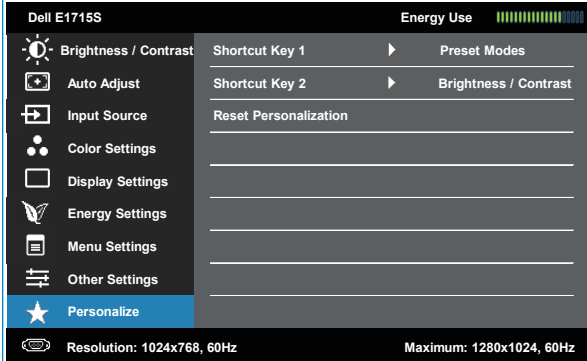 Dell E1715S Energy Use
Brightness / Contrast Shortcut Key 1 Preset Modes
Auto Adjust Shortcut Key 2 Brightness / Contrast
Input Source Reset Personalization
Color Settings
Display Settings
Energy Settings
Menu Settings
Other Settings
Personalize
Resolution: 1024x768, 60Hz Maximum: 1280x1024, 60Hz